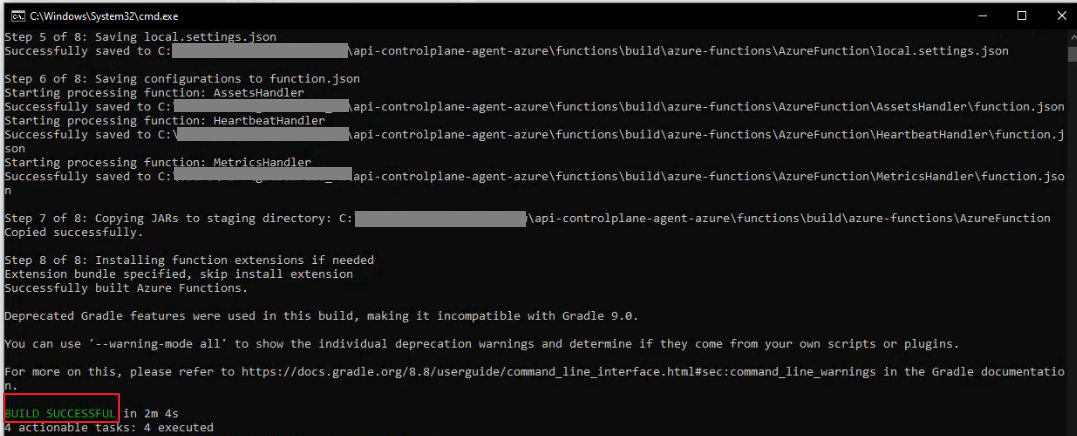 C:\Windows\System32\cmd.exe
Step 5 of 8: Saving local.settings.json
Successfully saved to C:\api-controlplane-agent-azure\functions\build\azure-functions\AzureFunction\local.settings.json
Step 6 of 8: Saving configurations to function.json
Starting processing function: AssetsHandler
Successfully saved to C:\api-controlplane-agent-azure\functions\build\azure-functions\AzureFunction\AssetsHandler\function.json
Starting processing function: HeartbeatHandler
Successfully saved to C:\ \api-controlplane-agent-azure\functions\build\azure-functions\AzureFunction\HeartbeatHandler\function.j
son
Starting processing function: MetricsHandler
Successfully saved to C:\api-controlplane-agent-azure\functions\build\azure-functions\AzureFunction\MetricsHandler\function.jso
n
Step 7 of 8: Copying JARs to staging directory: C:\api-controlplane-agent-azure\functions\build\azure-functions\AzureFunction
Copied successfully.
Step 8 of 8: Installing function extensions if needed
Extension bundle specified, skip install extension
Successfully built Azure Functions.
Deprecated Gradle features were used in this build, making it incompatible with Gradle 9.0.
You can use '--warning-mode all' to show the individual deprecation warnings and determine if they come from your own scripts or plugins.
For more on this, please refer to https://docs.gradle.org/8.8/userguide/command_line_interface.html#sec:command_line_warnings in the Gradle documentatio
n.
BUILD SUCCESSFUL in 2m 4s
4 actionable tasks: 4 executed